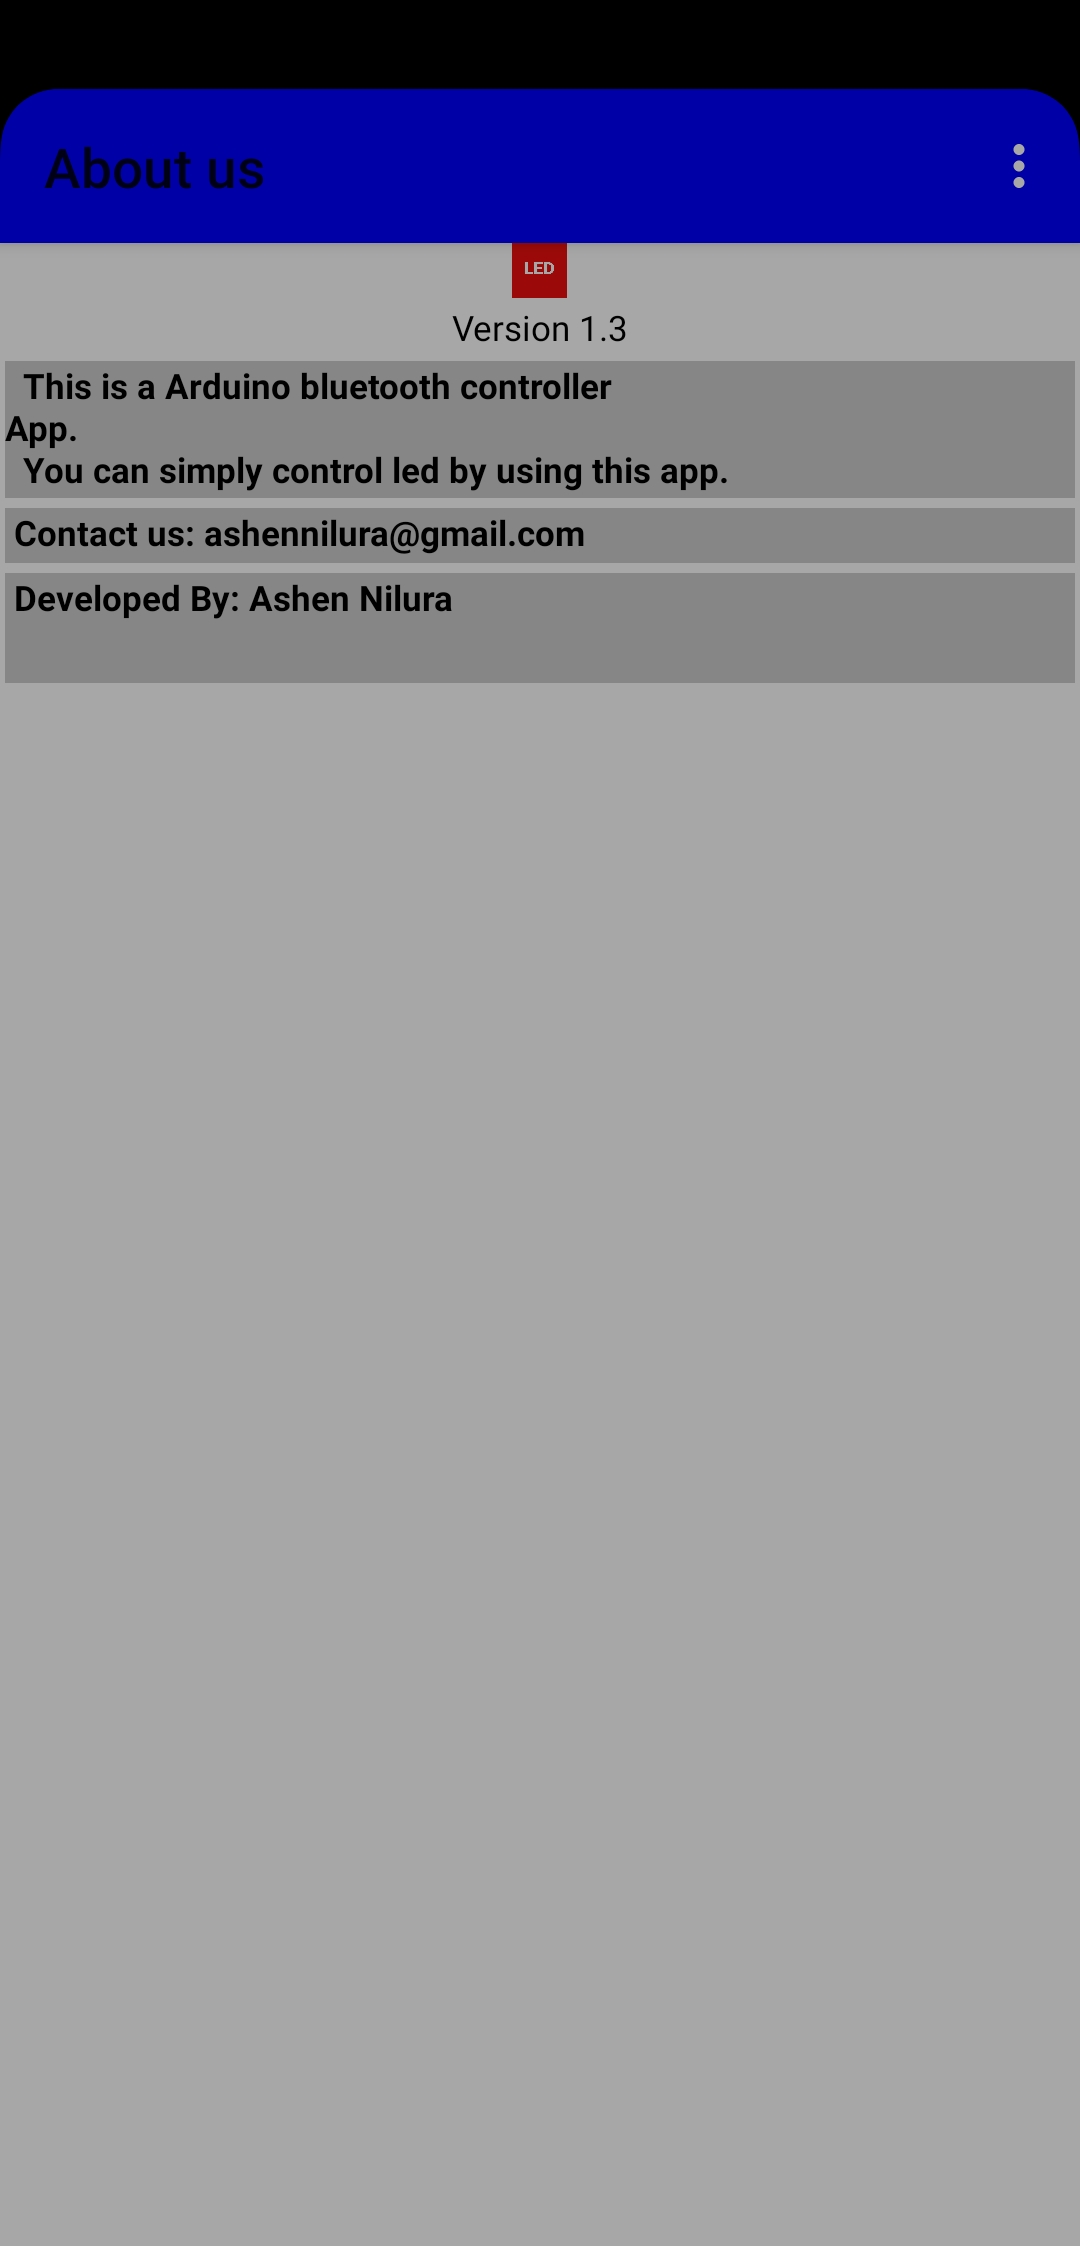 About us
LED
Version 1.3
This is a Arduino bluetooth controller
App.
You can simply control led by using this app.
Contact us: ashennilura@gmail.com
Developed By: Ashen Nilura